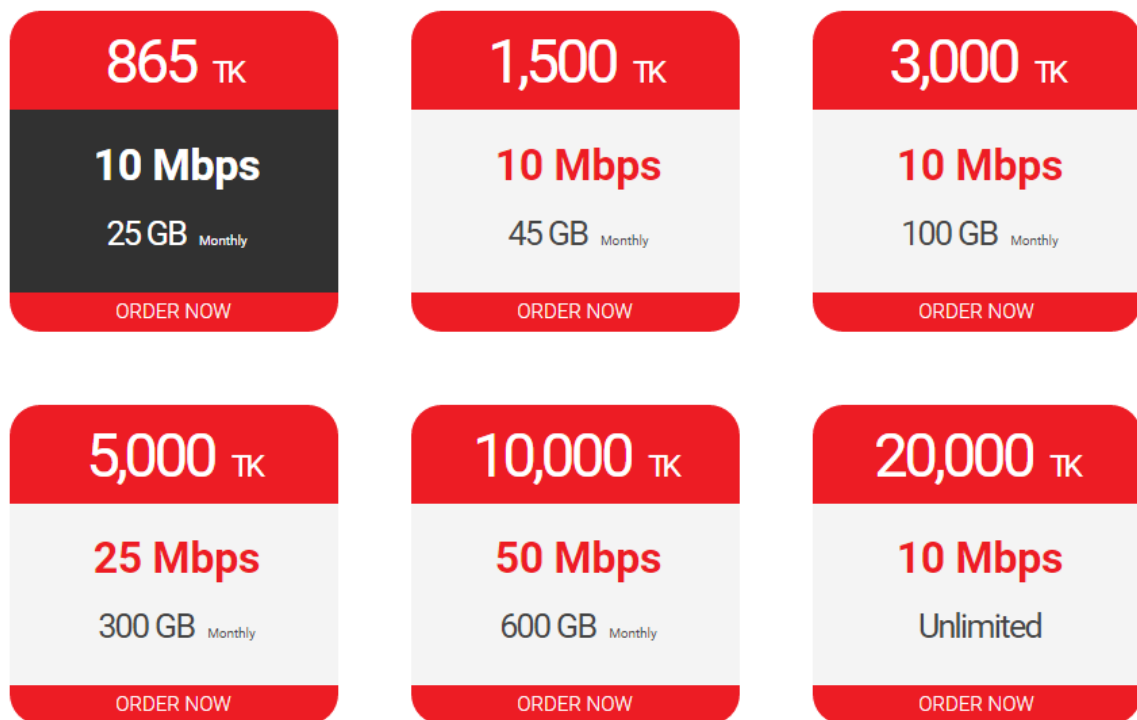 865 TK
10 Mbps
25 GB Monthly
ORDER NOW
1,500 TK
10 Mbps
45 GB Monthly
ORDER NOW
3,000 TK
10 Mbps
100 GB Monthly
ORDER NOW
5,000 TK
25 Mbps
300 GB Monthly
ORDER NOW
10,000 TK
50 Mbps
600 GB Monthly
ORDER NOW
20,000 TK
10 Mbps
Unlimited
ORDER NOW